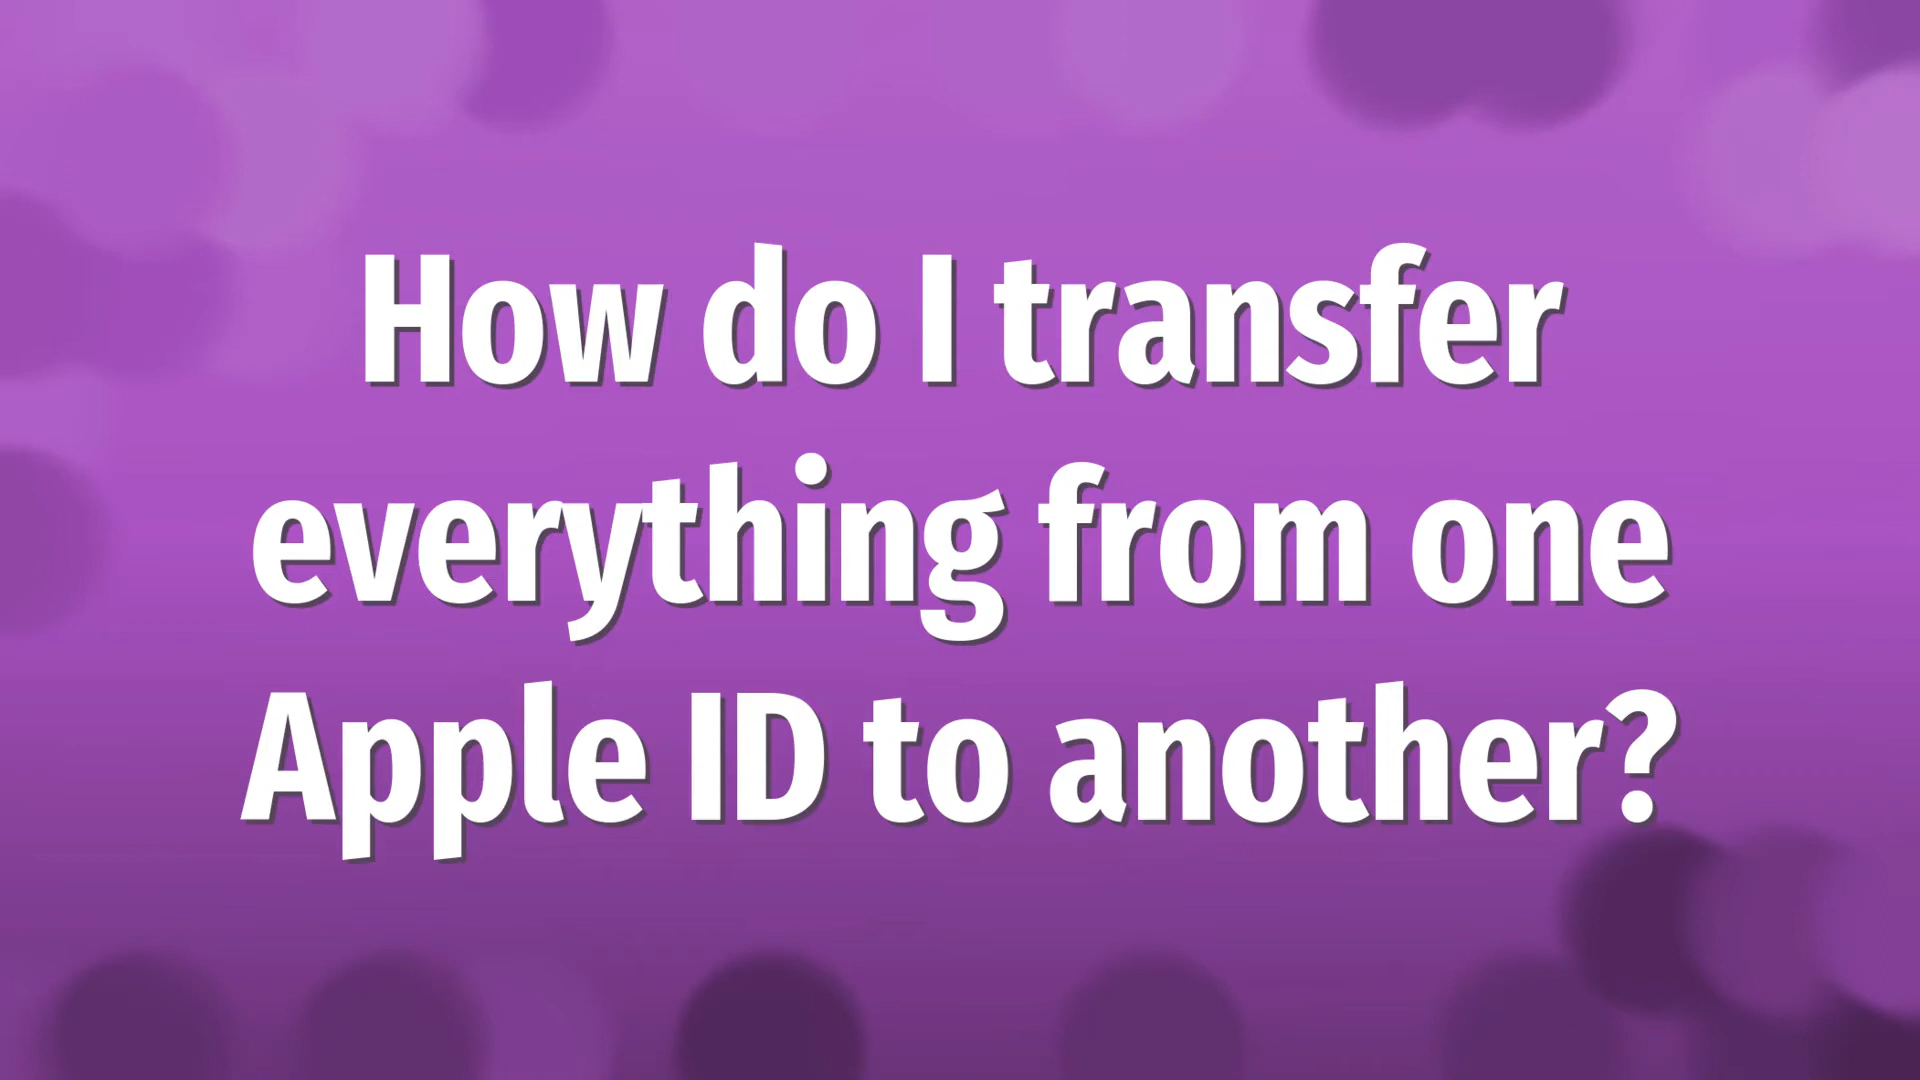 How do I transfer
everything from one
Apple ID to another?